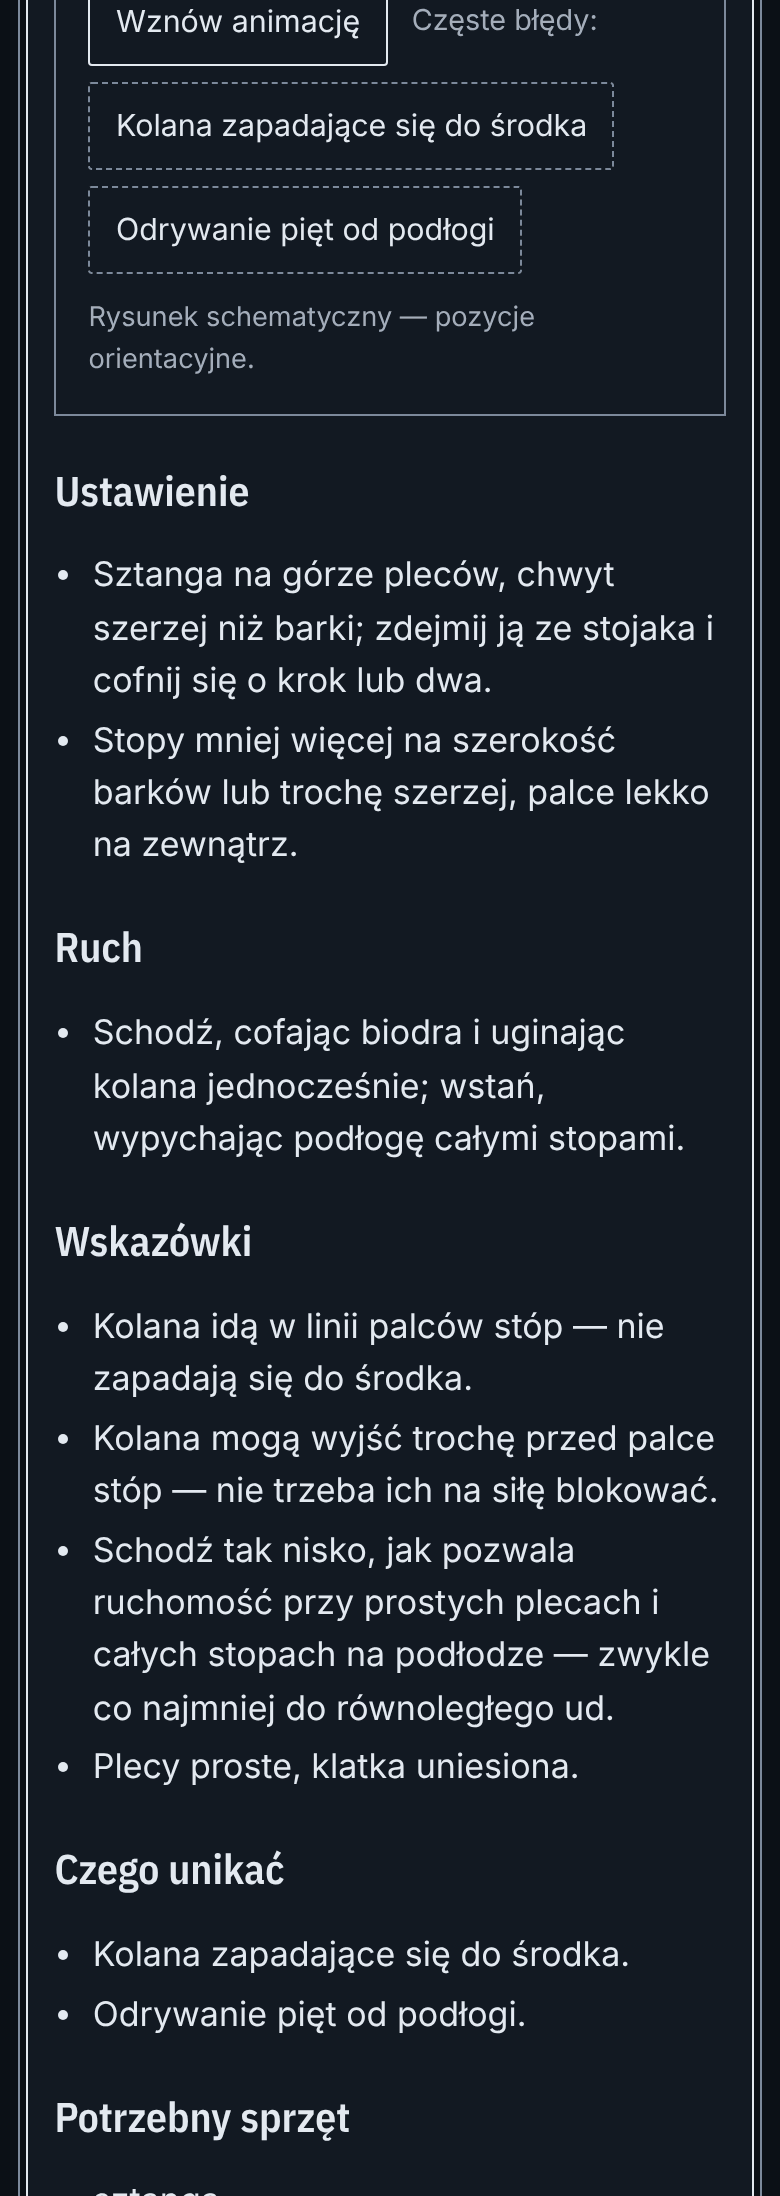 Wznów animację
Częste błędy:
Kolana zapadające się do środka
Odrywanie pięt od podłogi
Rysunek schematyczny — pozycje
orientacyjne.
Ustawienie
• Sztanga na górze pleców, chwyt
szerzej niż barki; zdejmij ją ze stojaka i
cofnij się o krok lub dwa.
• Stopy mniej więcej na szerokość
barków lub trochę szerzej, palce lekko
na zewnątrz.
Ruch
• Schodź, cofając biodra i uginając
kolana jednocześnie; wstań,
wypychając podłogę całymi stopami.
Wskazówki
• Kolana idą w linii palców stóp — nie
zapadają się do środka.
• Kolana mogą wyjść trochę przed palce
stóp — nie trzeba ich na siłę blokować.
• Schodź tak nisko, jak pozwala
ruchomość przy prostych plecach i
całych stopach na podłodze — zwykle
co najmniej do równoległego ud.
• Plecy proste, klatka uniesiona.
Czego unikać
• Kolana zapadające się do środka.
• Odrywanie pięt od podłogi.
Potrzebny sprzęt